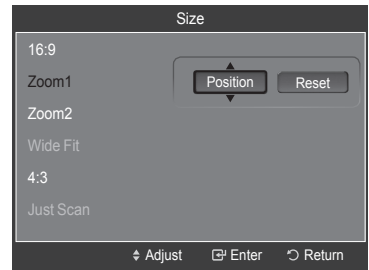 Size
16:9
Zoom1
Position Reset
Zoom2
Wide Fit
4:3
Just Scan
Adjust Enter Return